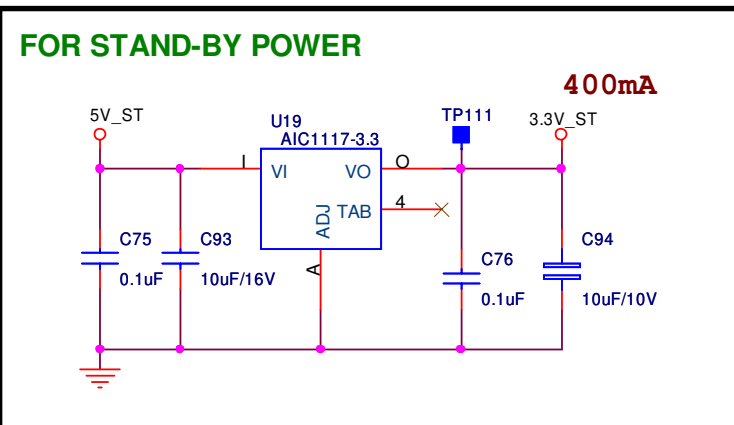 FOR STAND-BY POWER
400mA
5V_ST
U19
AIC1117-3.3
TP111
3.3V_ST
I
VI
VO
O
ADJ
TAB
4
A
C75
0.1uF
C93
10uF/16V
C76
0.1uF
C94
10uF/10V